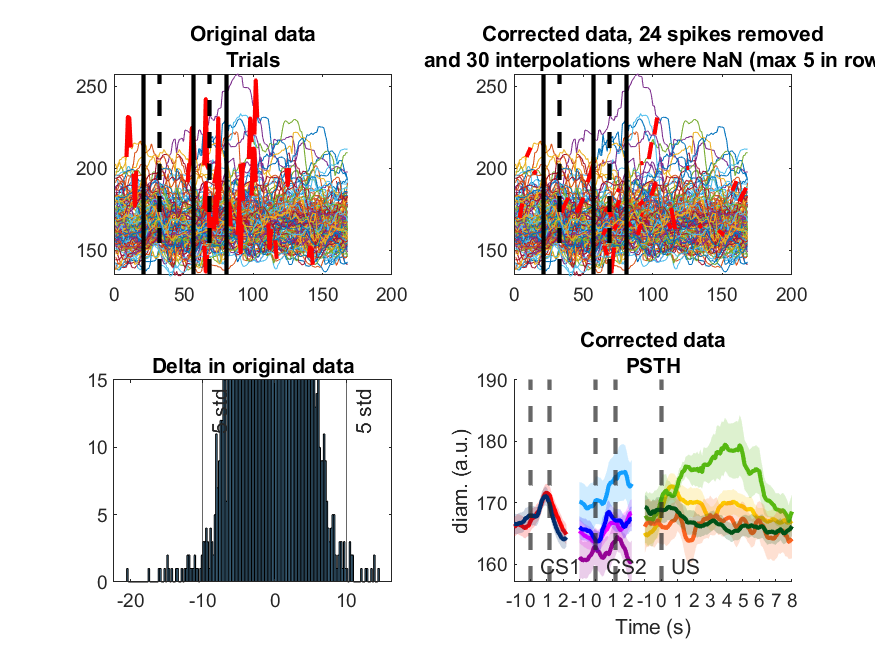 Original data
Trials
250
200
150
0
50
100
150
200
Corrected data, 24 spikes removed
and 30 interpolations where NaN (max 5 in row
250
200
150
0
50
100
150
200
Delta in original data
15
10
5
0
-20
-10
0
10
5 std
5 std
Corrected data
PSTH
190
180
170
160
diam. (a.u.)
CS1
CS2
US
-1 0 1 2 -1 0 1 2 -1 0 1 2 3 4 5 6 7 8
Time (s)